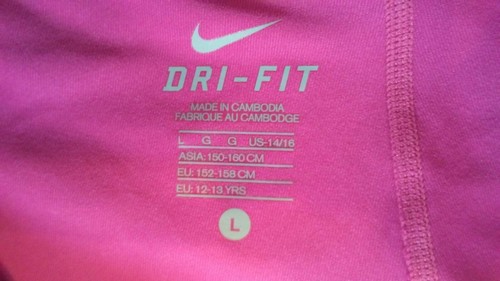 DRI-FIT
MADE IN CAMBODIA
FABRIQUE AU CAMBODGE
L G G US-14/16
ASIA: 150-160 CM
EU: 152-158 CM
EU: 12-13 YRS
L